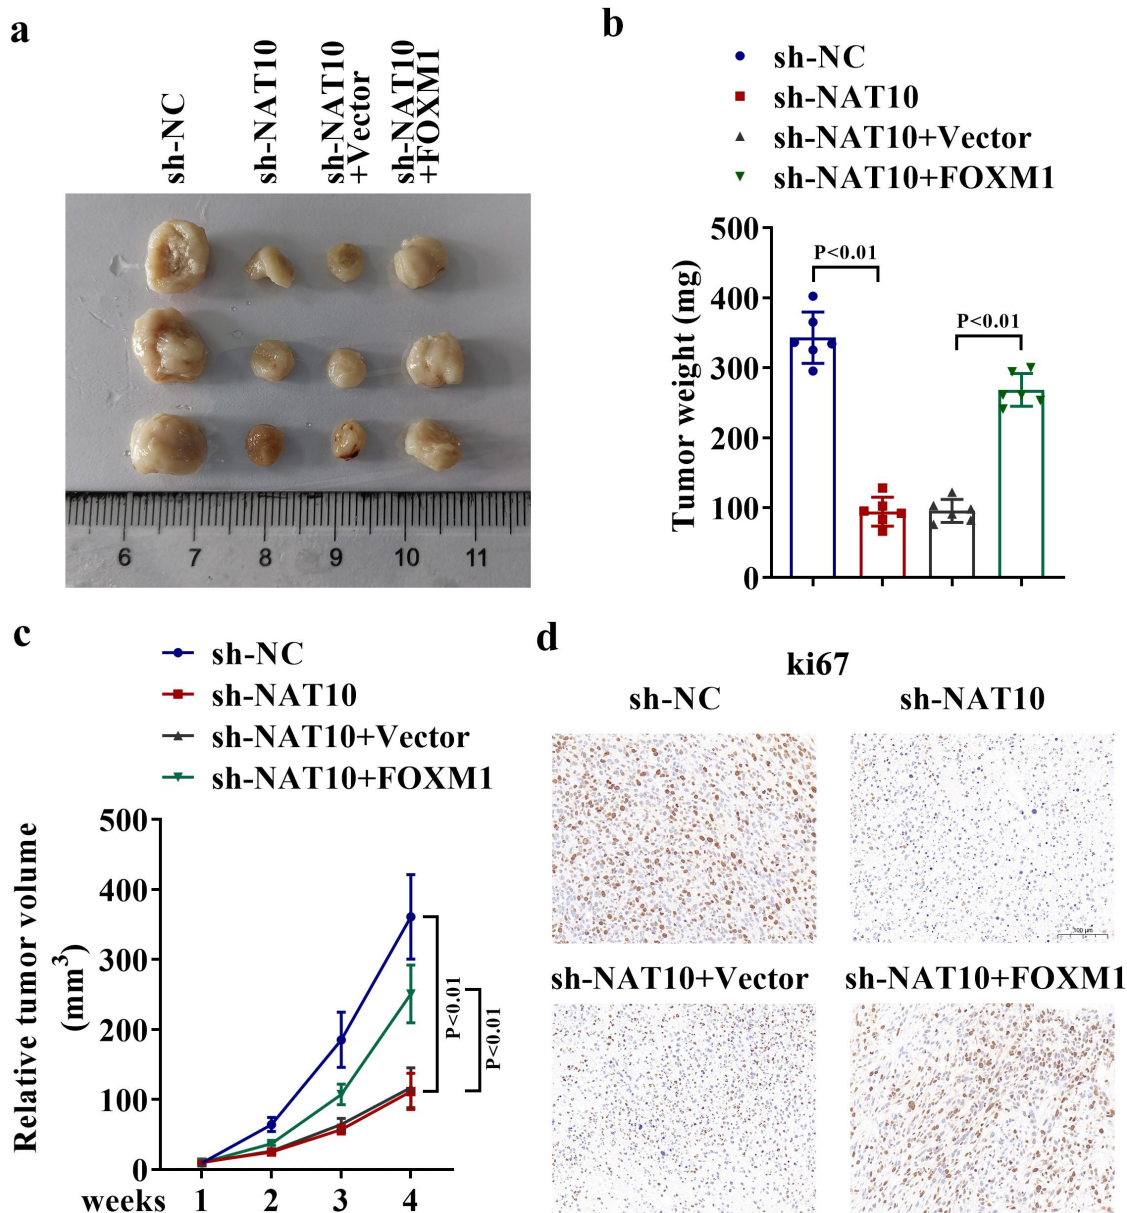 a
sh-NC
sh-NAT10
sh-NAT10
+Vector
sh-NAT10
+FOXM1
6 7 8 9 10 11
b
sh-NC
sh-NAT10
sh-NAT10+Vector
sh-NAT10+FOXM1
Tumor weight (mg)
500
400
300
200
100
0
P<0.01
P<0.01
c
sh-NC
sh-NAT10
sh-NAT10+Vector
sh-NAT10+FOXM1
Relative tumor volume
(mm³)
500
400
300
200
100
0
P<0.01
P<0.01
weeks 1 2 3 4
d
ki67
sh-NC
sh-NAT10
100 μm
sh-NAT10+Vector
sh-NAT10+FOXM1